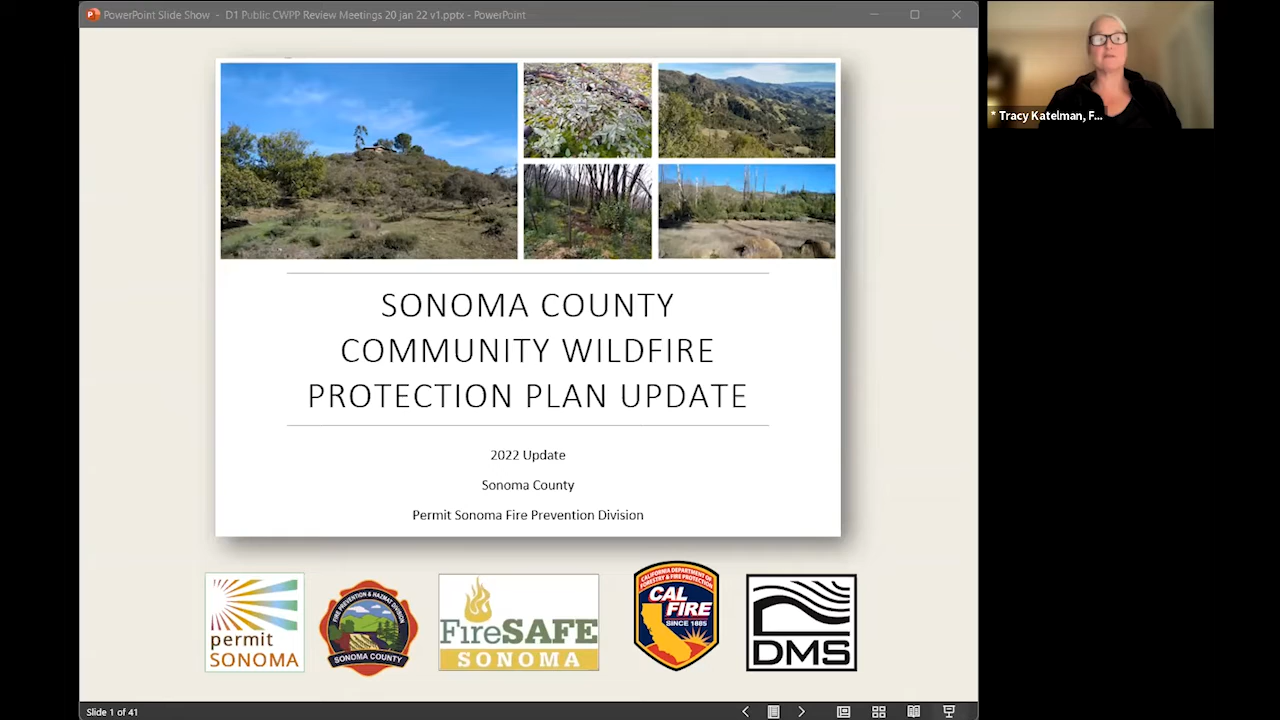 PowerPoint Slide Show - D1 Public CWPP Review Meetings 20 jan 22 v1.pptx - PowerPoint
* Tracy Katelman, F...
SONOMA COUNTY
COMMUNITY WILDFIRE
PROTECTION PLAN UPDATE
2022 Update
Sonoma County
Permit Sonoma Fire Prevention Division
permit
SONOMA
FIRE PREVENTION & HAZMAT DIVISION
SONOMA COUNTY
FireSAFE
SONOMA
CALIFORNIA DEPARTMENT OF
FORESTRY & FIRE PROTECTION
CAL
FIRE
SINCE 1885
DMS
Slide 1 of 41